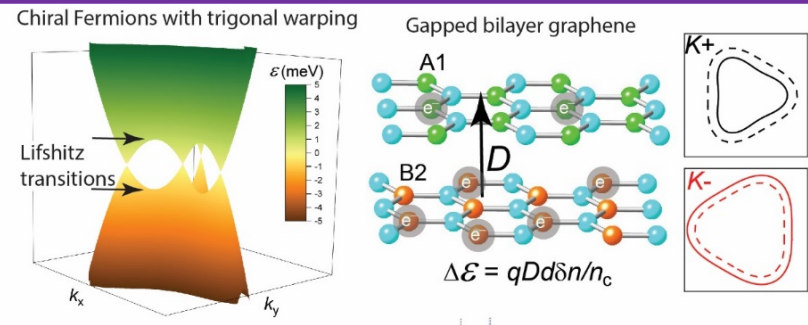 Chiral Fermions with trigonal warping
Gapped bilayer graphene
ε(meV)
5
4
3
2
1
0
-1
-2
-3
-4
-5
Lifshitz
transitions
kx
ky
A1
e
e
D
B2
e
e
e
e
e
Δε = qDdδn/nc
K+
K-